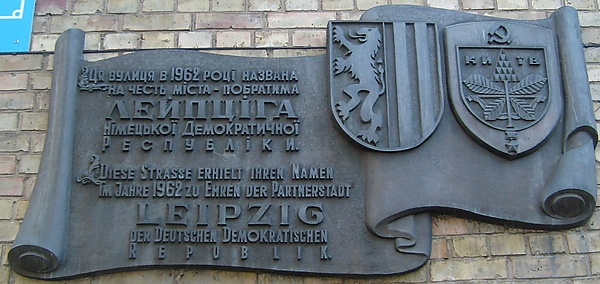 Ця вулиця в 1962 році названа
на честь міста - побратима
Лейпціга
Німецької Демократичної
Республіки.
Diese Strasse erhielt ihren Namen
im Jahre 1962 zu Ehren der Partnerstadt
Leipzig
der Deutschen Demokratischen
Republik.
КИЇВ